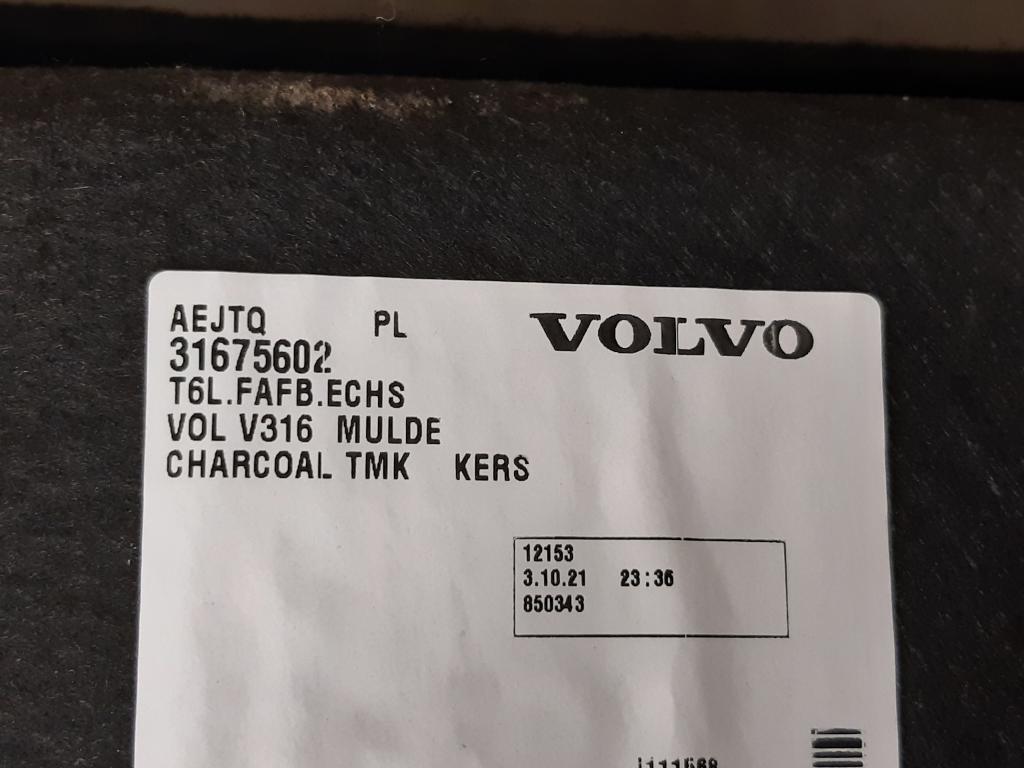 AEJTQ PL
VOLVO
31675602
T6L.FAFB.ECHS
VOL V316 MULDE
CHARCOAL TMK KERS
12153
3.10.21 23:36
850343